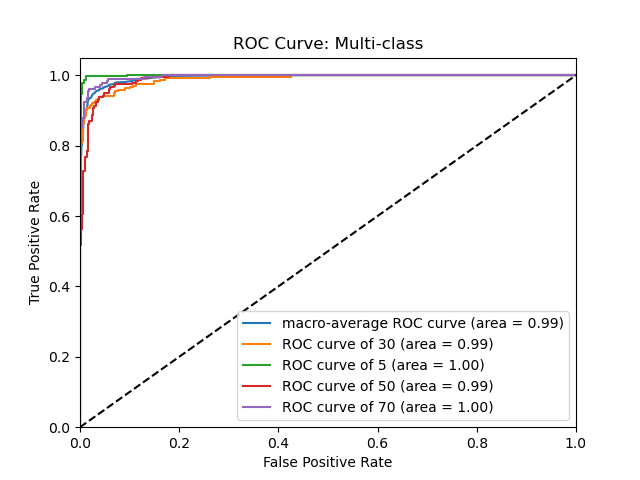 ROC Curve: Multi-class
True Positive Rate
1.0
0.8
0.6
0.4
0.2
0.0
macro-average ROC curve (area = 0.99)
ROC curve of 30 (area = 0.99)
ROC curve of 5 (area = 1.00)
ROC curve of 50 (area = 0.99)
ROC curve of 70 (area = 1.00)
0.0 0.2 0.4 0.6 0.8 1.0
False Positive Rate